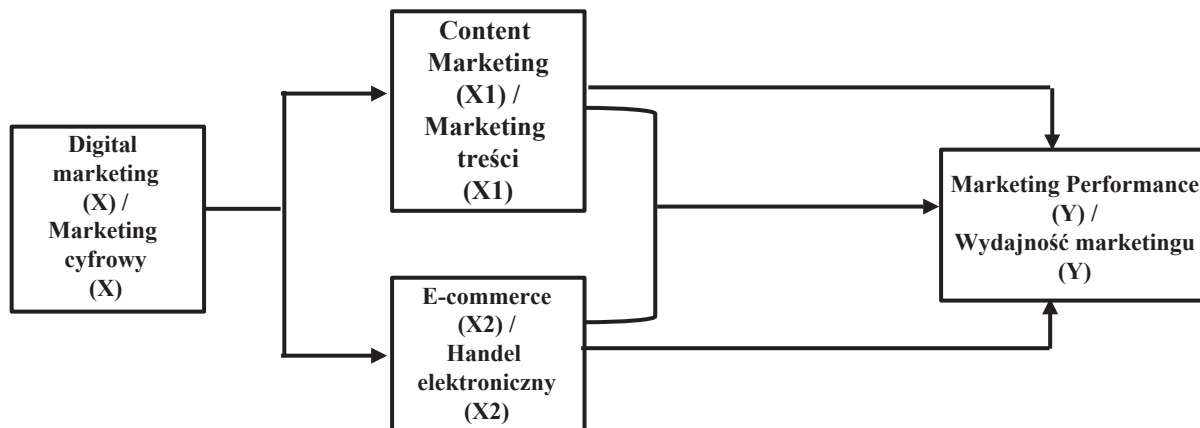 Digital
marketing
(X) /
Marketing
cyfrowy
(X)
Content
Marketing
(X1) /
Marketing
treści
(X1)
E-commerce
(X2) /
Handel
elektroniczny
(X2)
Marketing Performance
(Y) /
Wydajność marketingu
(Y)